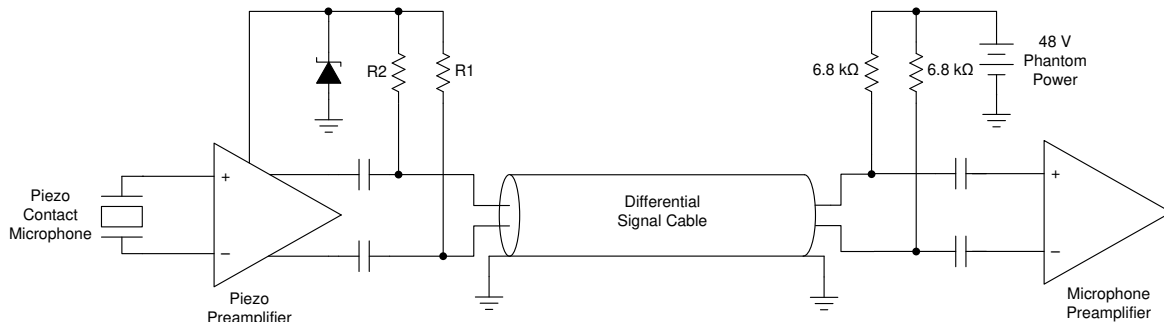 R2
R1
6.8 kΩ
6.8 kΩ
48 V
Phantom
Power
Piezo
Contact
Microphone
+
–
Piezo
Preamplifier
Differential
Signal Cable
+
–
Microphone
Preamplifier